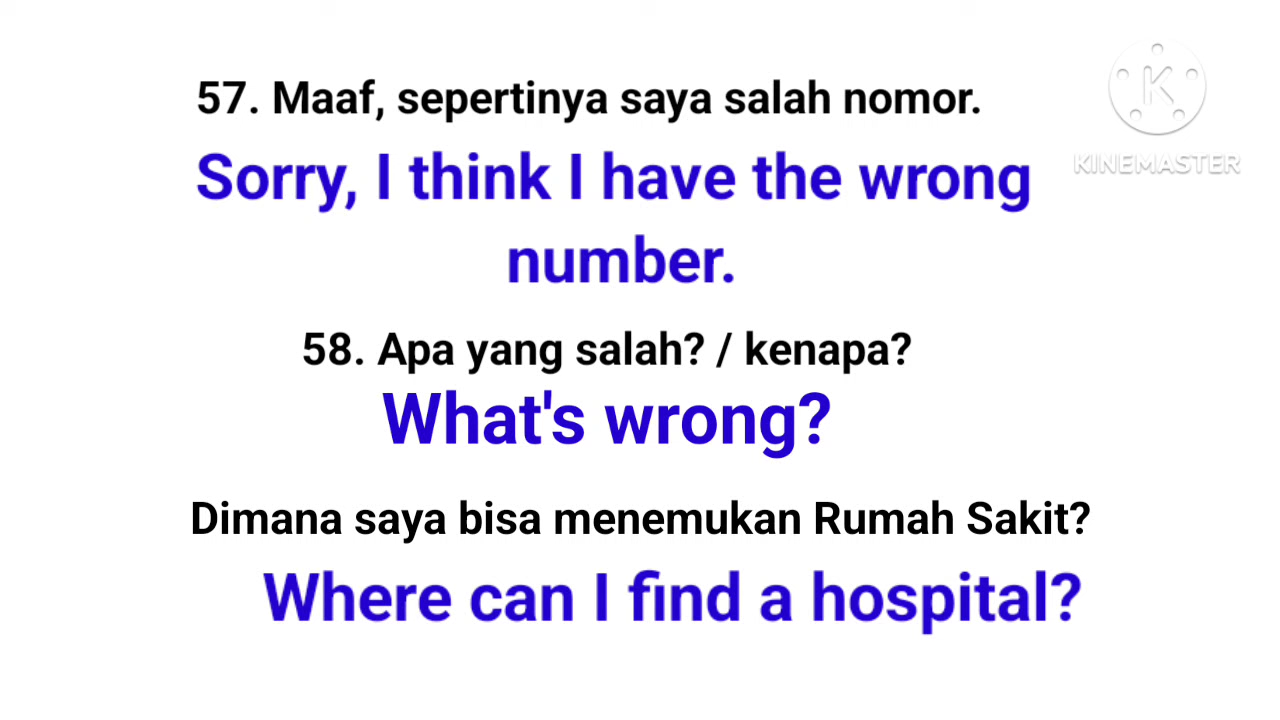 57. Maaf, sepertinya saya salah nomor.
Sorry, I think I have the wrong
number.
58. Apa yang salah? / kenapa?
What's wrong?
Dimana saya bisa menemukan Rumah Sakit?
Where can I find a hospital?
K
KINEMASTER